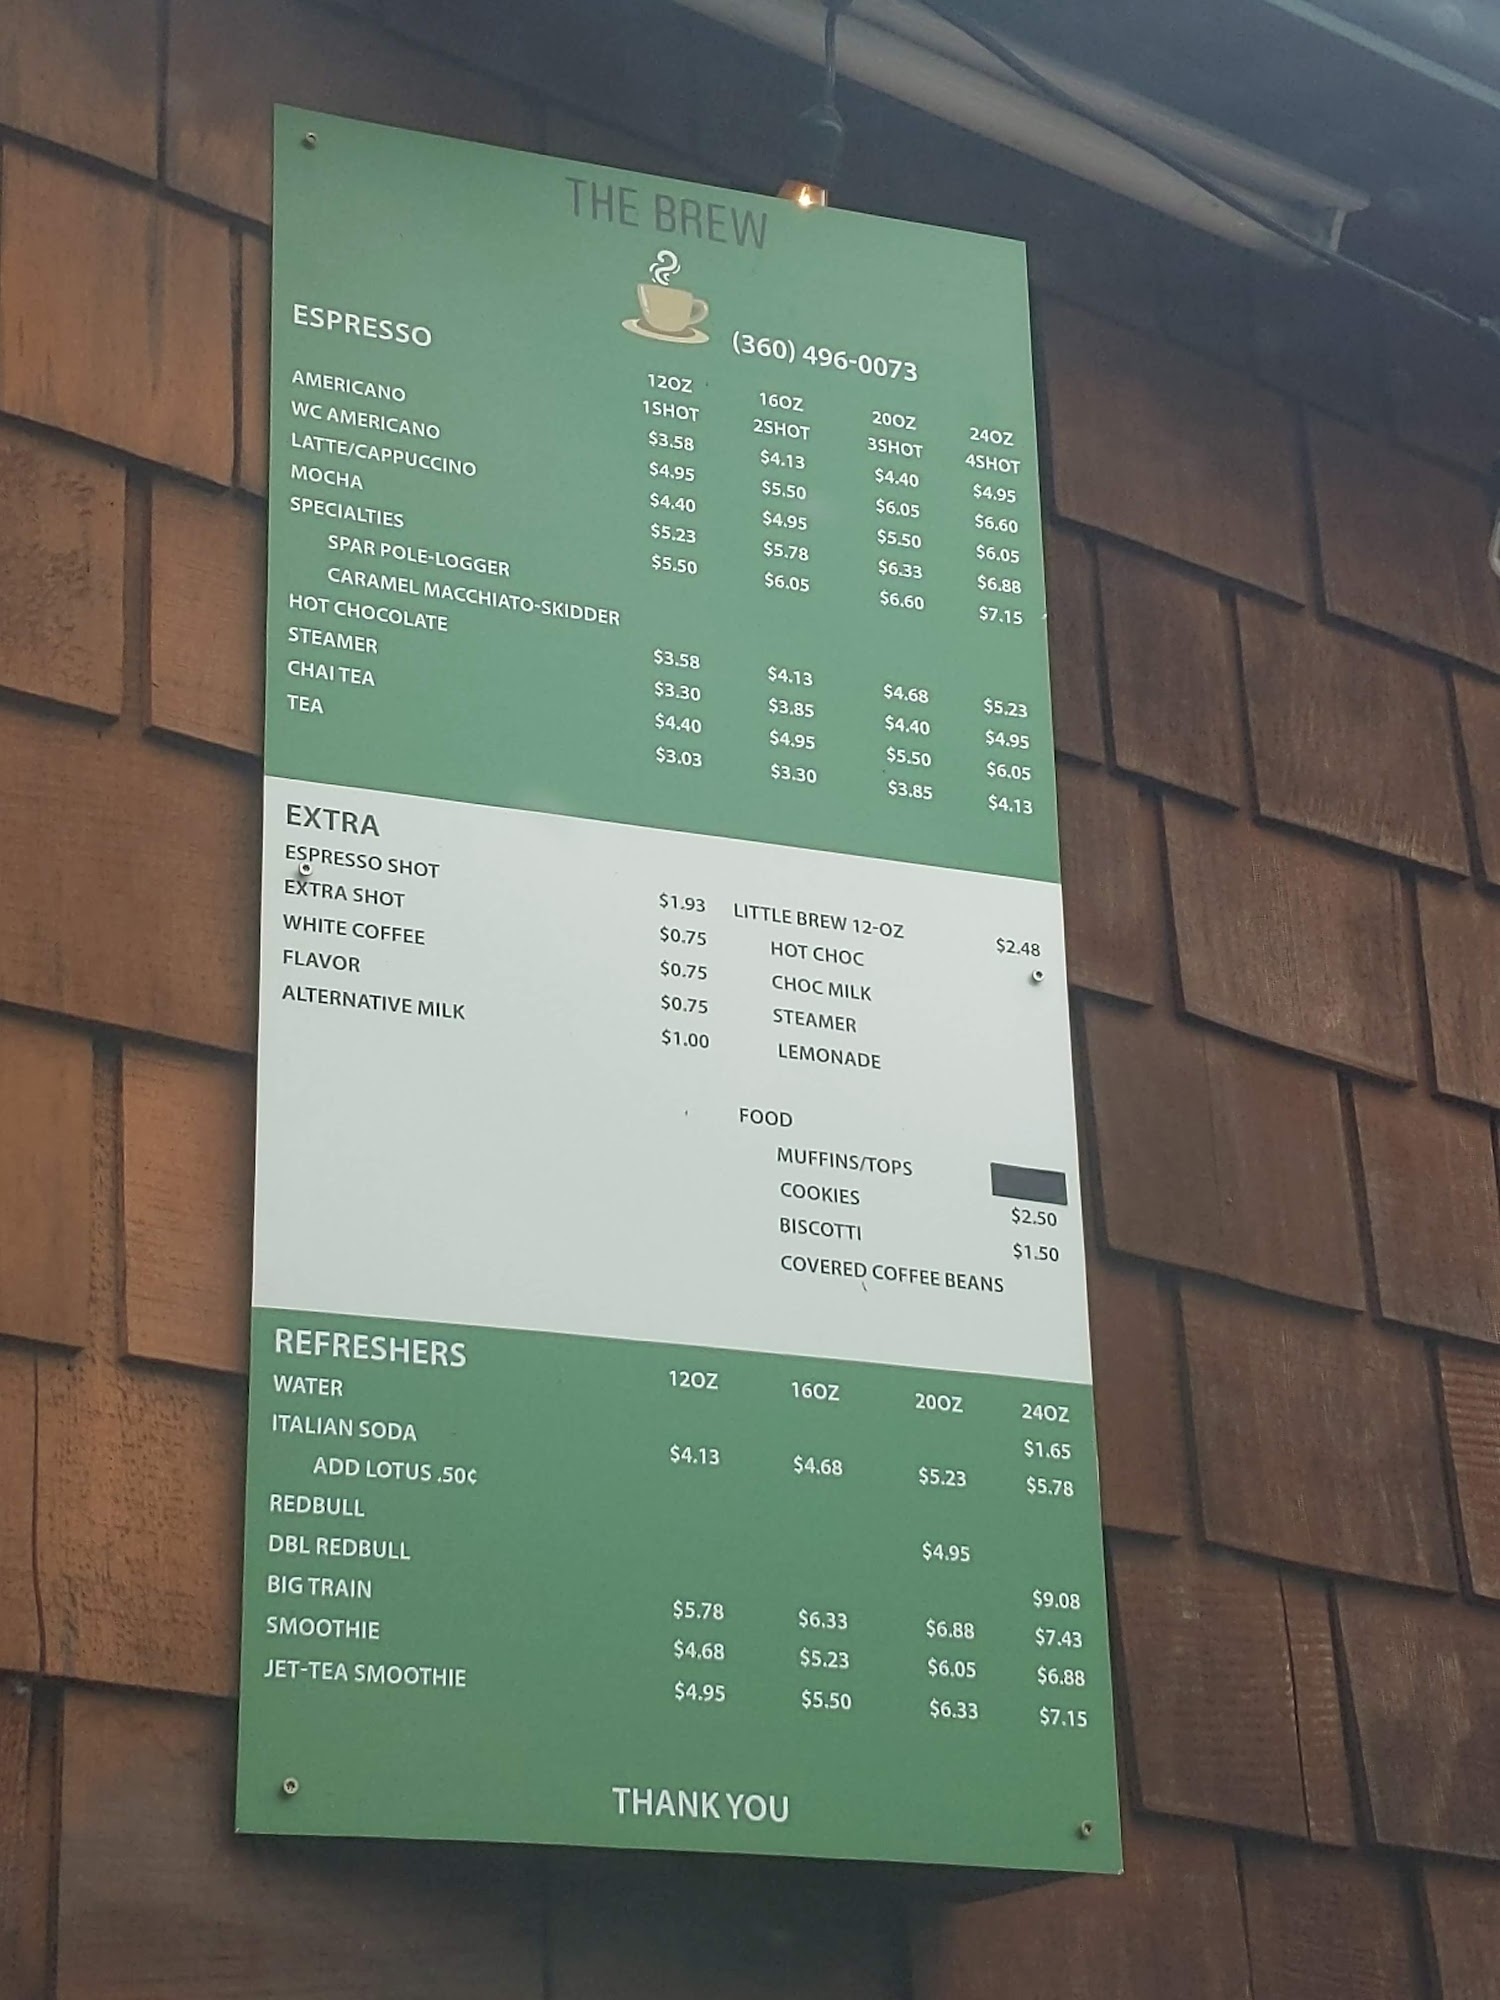 THE BREW
(360) 496-0073
ESPRESSO
12OZ 16OZ 20OZ 24OZ
1SHOT 2SHOT 3SHOT 4SHOT
AMERICANO $3.58 $4.13 $4.40 $4.95
WC AMERICANO $4.95 $5.50 $6.05 $6.60
LATTE/CAPPUCCINO $4.40 $4.95 $5.50 $6.05
MOCHA $5.23 $5.78 $6.33 $6.88
SPECIALTIES $5.50 $6.05 $6.60 $7.15
SPAR POLE-LOGGER
CARAMEL MACCHIATO-SKIDDER
HOT CHOCOLATE $3.58 $4.13 $4.68 $5.23
STEAMER $3.30 $3.85 $4.40 $4.95
CHAI TEA $4.40 $4.95 $5.50 $6.05
TEA $3.03 $3.30 $3.85 $4.13
EXTRA
ESPRESSO SHOT $1.93
EXTRA SHOT $0.75
WHITE COFFEE $0.75
FLAVOR $0.75
ALTERNATIVE MILK $1.00
LITTLE BREW 12-OZ $2.48
HOT CHOC
CHOC MILK
STEAMER
LEMONADE
FOOD
MUFFINS/TOPS
COOKIES $2.50
BISCOTTI $1.50
COVERED COFFEE BEANS
REFRESHERS 12OZ 16OZ 20OZ 24OZ
WATER $1.65
ITALIAN SODA $4.13 $4.68 $5.23 $5.78
ADD LOTUS .50¢
REDBULL $4.95
DBL REDBULL $9.08
BIG TRAIN $5.78 $6.33 $6.88 $7.43
SMOOTHIE $4.68 $5.23 $6.05 $6.88
JET-TEA SMOOTHIE $4.95 $5.50 $6.33 $7.15
THANK YOU